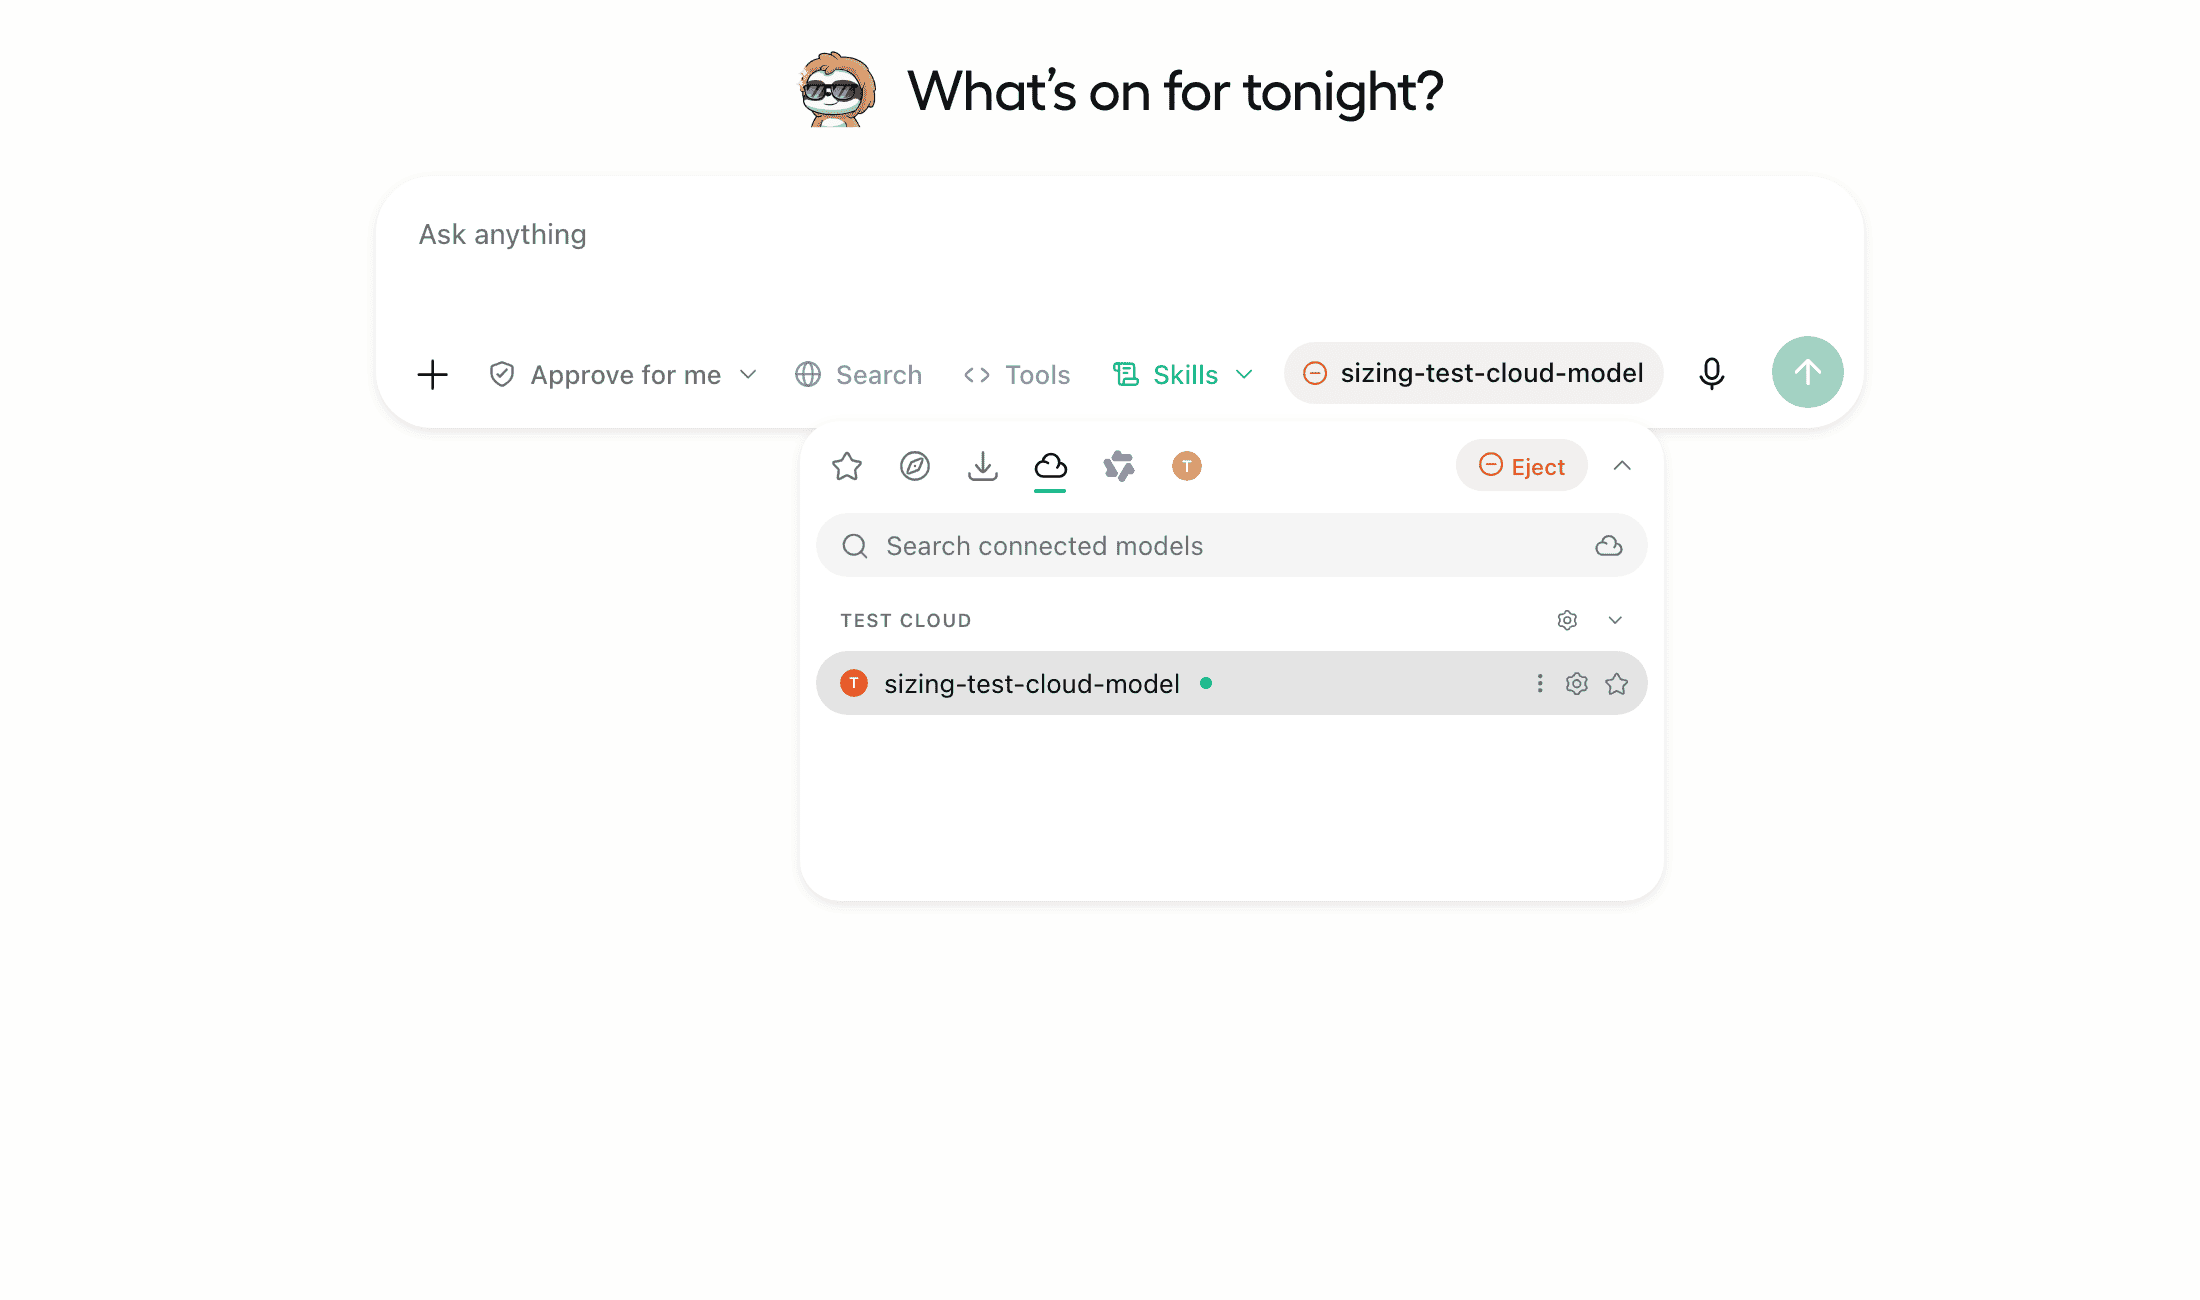 What's on for tonight?
Ask anything
Approve for me Search Tools Skills sizing-test-cloud-model
T Eject
Search connected models
TEST CLOUD
T sizing-test-cloud-model